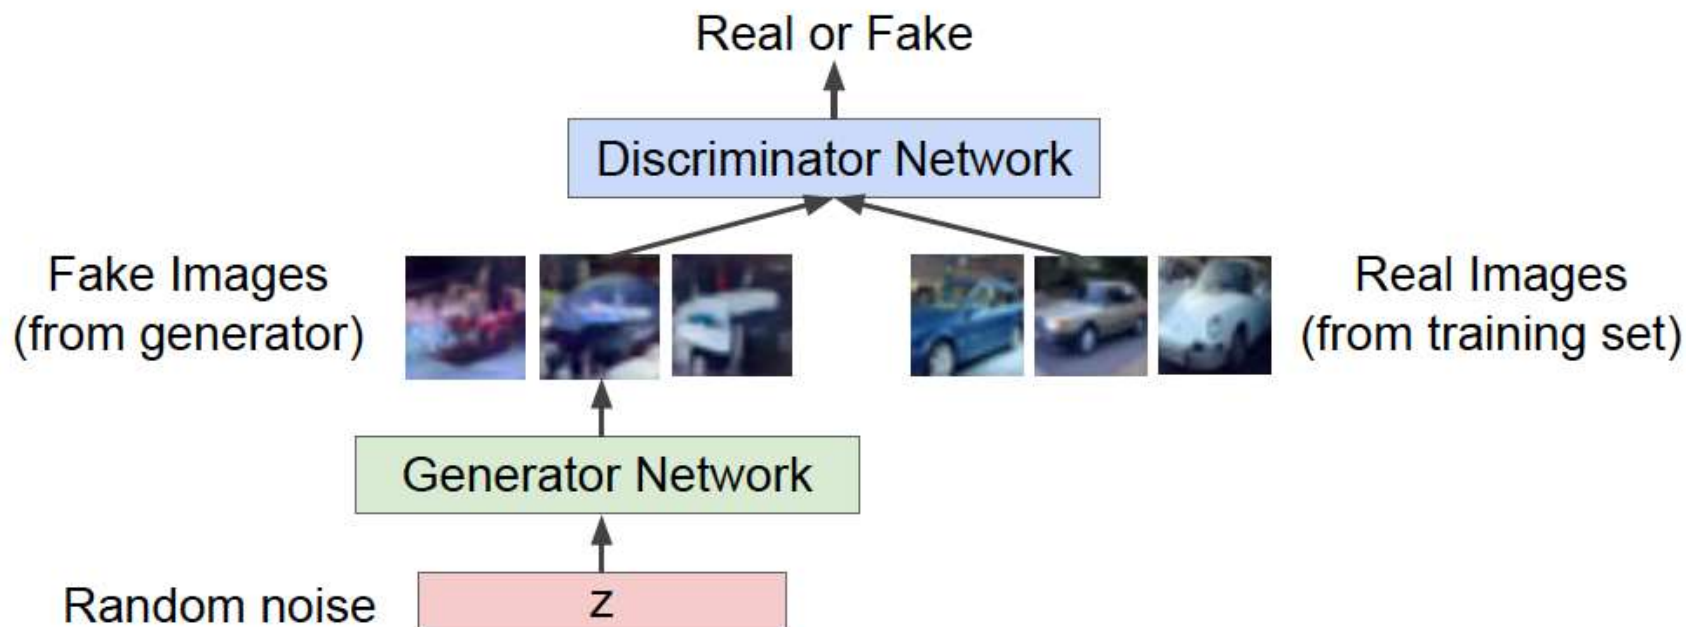 Real or Fake
Discriminator Network
Fake Images
(from generator)
Real Images
(from training set)
Generator Network
Random noise
z